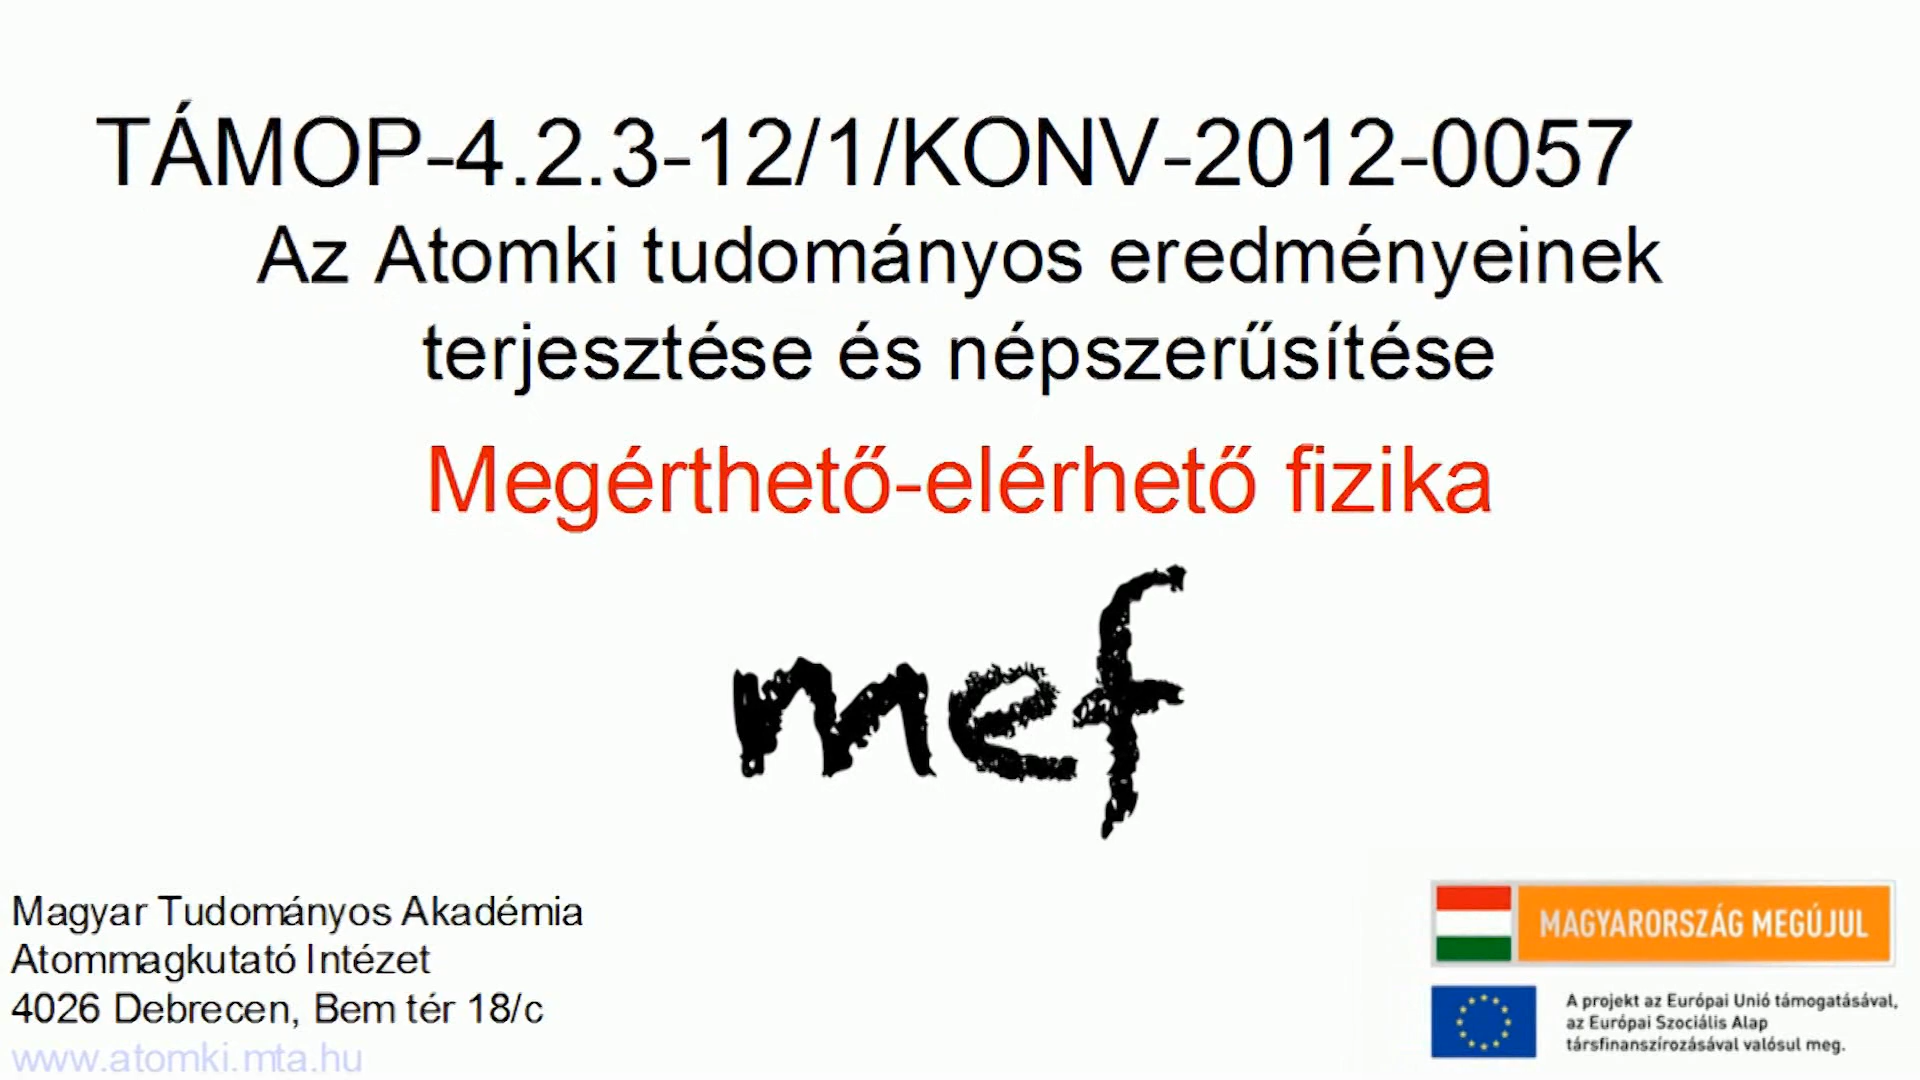 TÁMOP-4.2.3-12/1/KONV-2012-0057
Az Atomki tudományos eredményeinek
terjesztése és népszerűsítése
Megérthető-elérhető fizika
mef
Magyar Tudományos Akadémia
Atommagkutató Intézet
4026 Debrecen, Bem tér 18/c
www.atomki.mta.hu
MAGYARORSZÁG MEGÚJUL
A projekt az Európai Unió támogatásával,
az Európai Szociális Alap
társfinanszírozásával valósul meg.